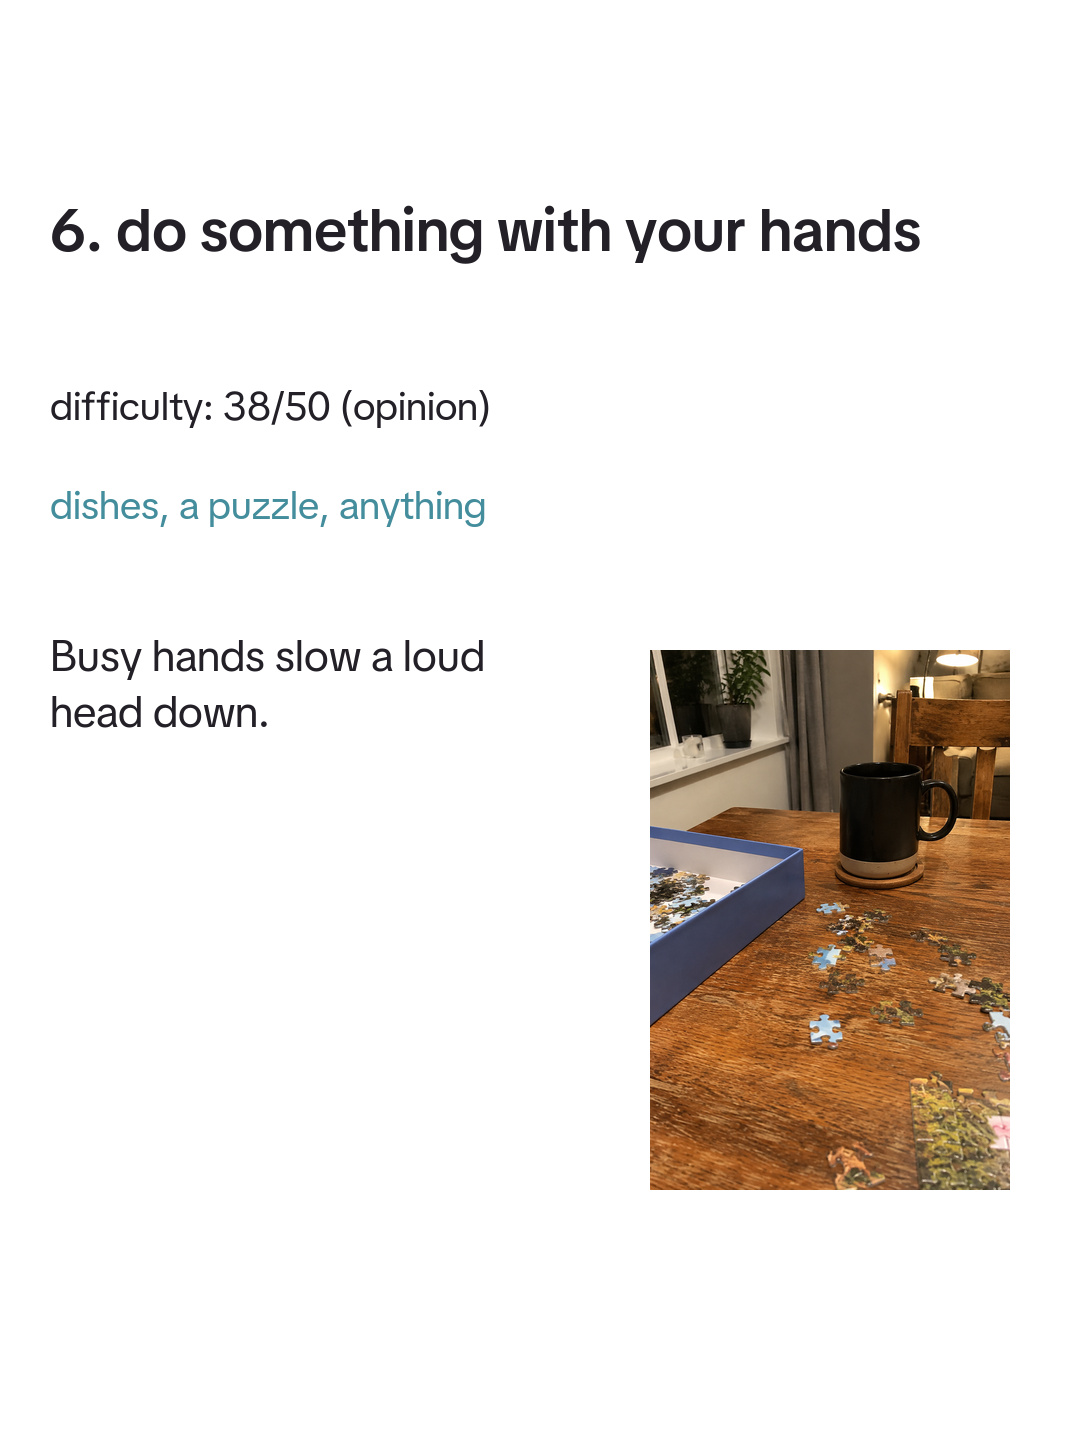 6. do something with your hands
difficulty: 38/50 (opinion)
dishes, a puzzle, anything
Busy hands slow a loud
head down.